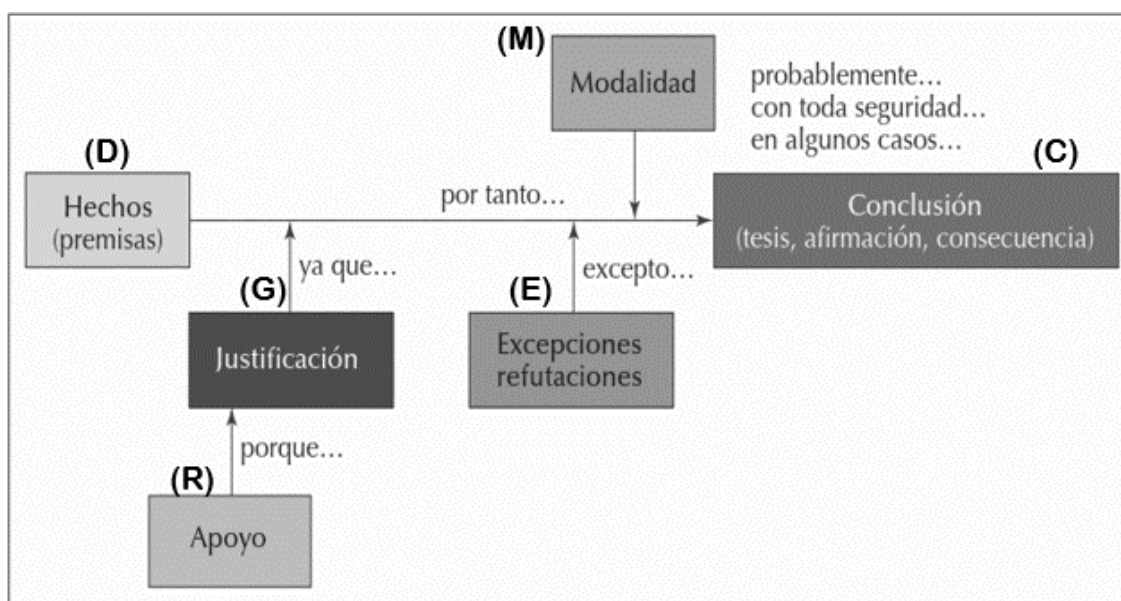 (M)
Modalidad
probablemente...
con toda seguridad...
en algunos casos...
(D)
(C)
Hechos
(premisas)
por tanto...
Conclusión
(tesis, afirmación, consecuencia)
ya que...
excepto...
(G)
(E)
Justificación
Excepciones
refutaciones
porque...
(R)
Apoyo